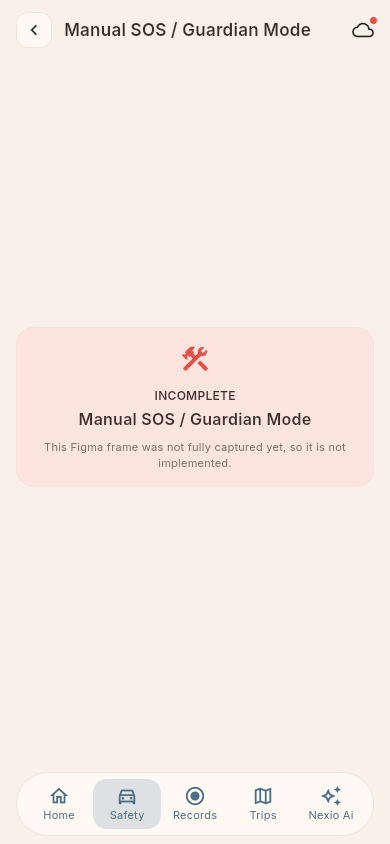 Manual SOS / Guardian Mode
INCOMPLETE
Manual SOS / Guardian Mode
This Figma frame was not fully captured yet, so it is not
implemented.
Home
Safety
Records
Trips
Nexio Ai